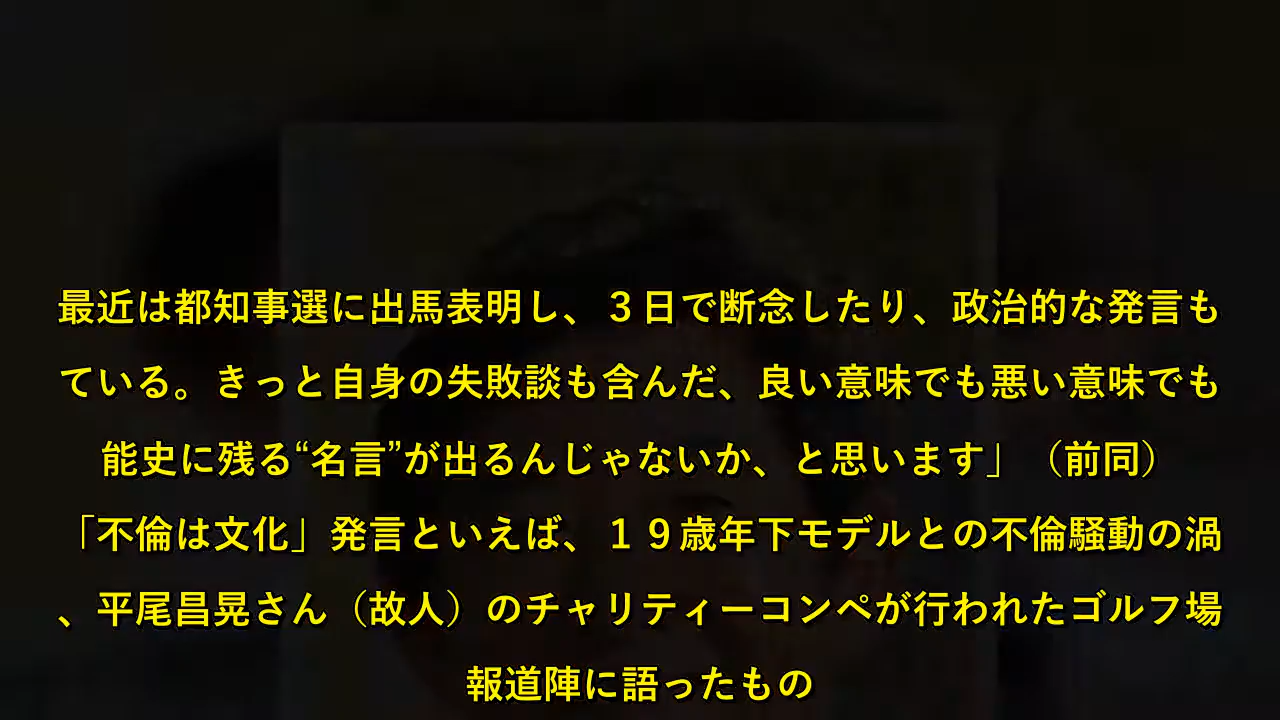 最近は都知事選に出馬表明し、３日で断念したり、政治的な発言も
ている。きっと自身の失敗談も含んだ、良い意味でも悪い意味でも
能史に残る“名言”が出るんじゃないか、と思います」（前同）
「不倫は文化」発言といえば、１９歳年下モデルとの不倫騒動の渦
、平尾昌晃さん（故人）のチャリティーコンペが行われたゴルフ場
報道陣に語ったもの